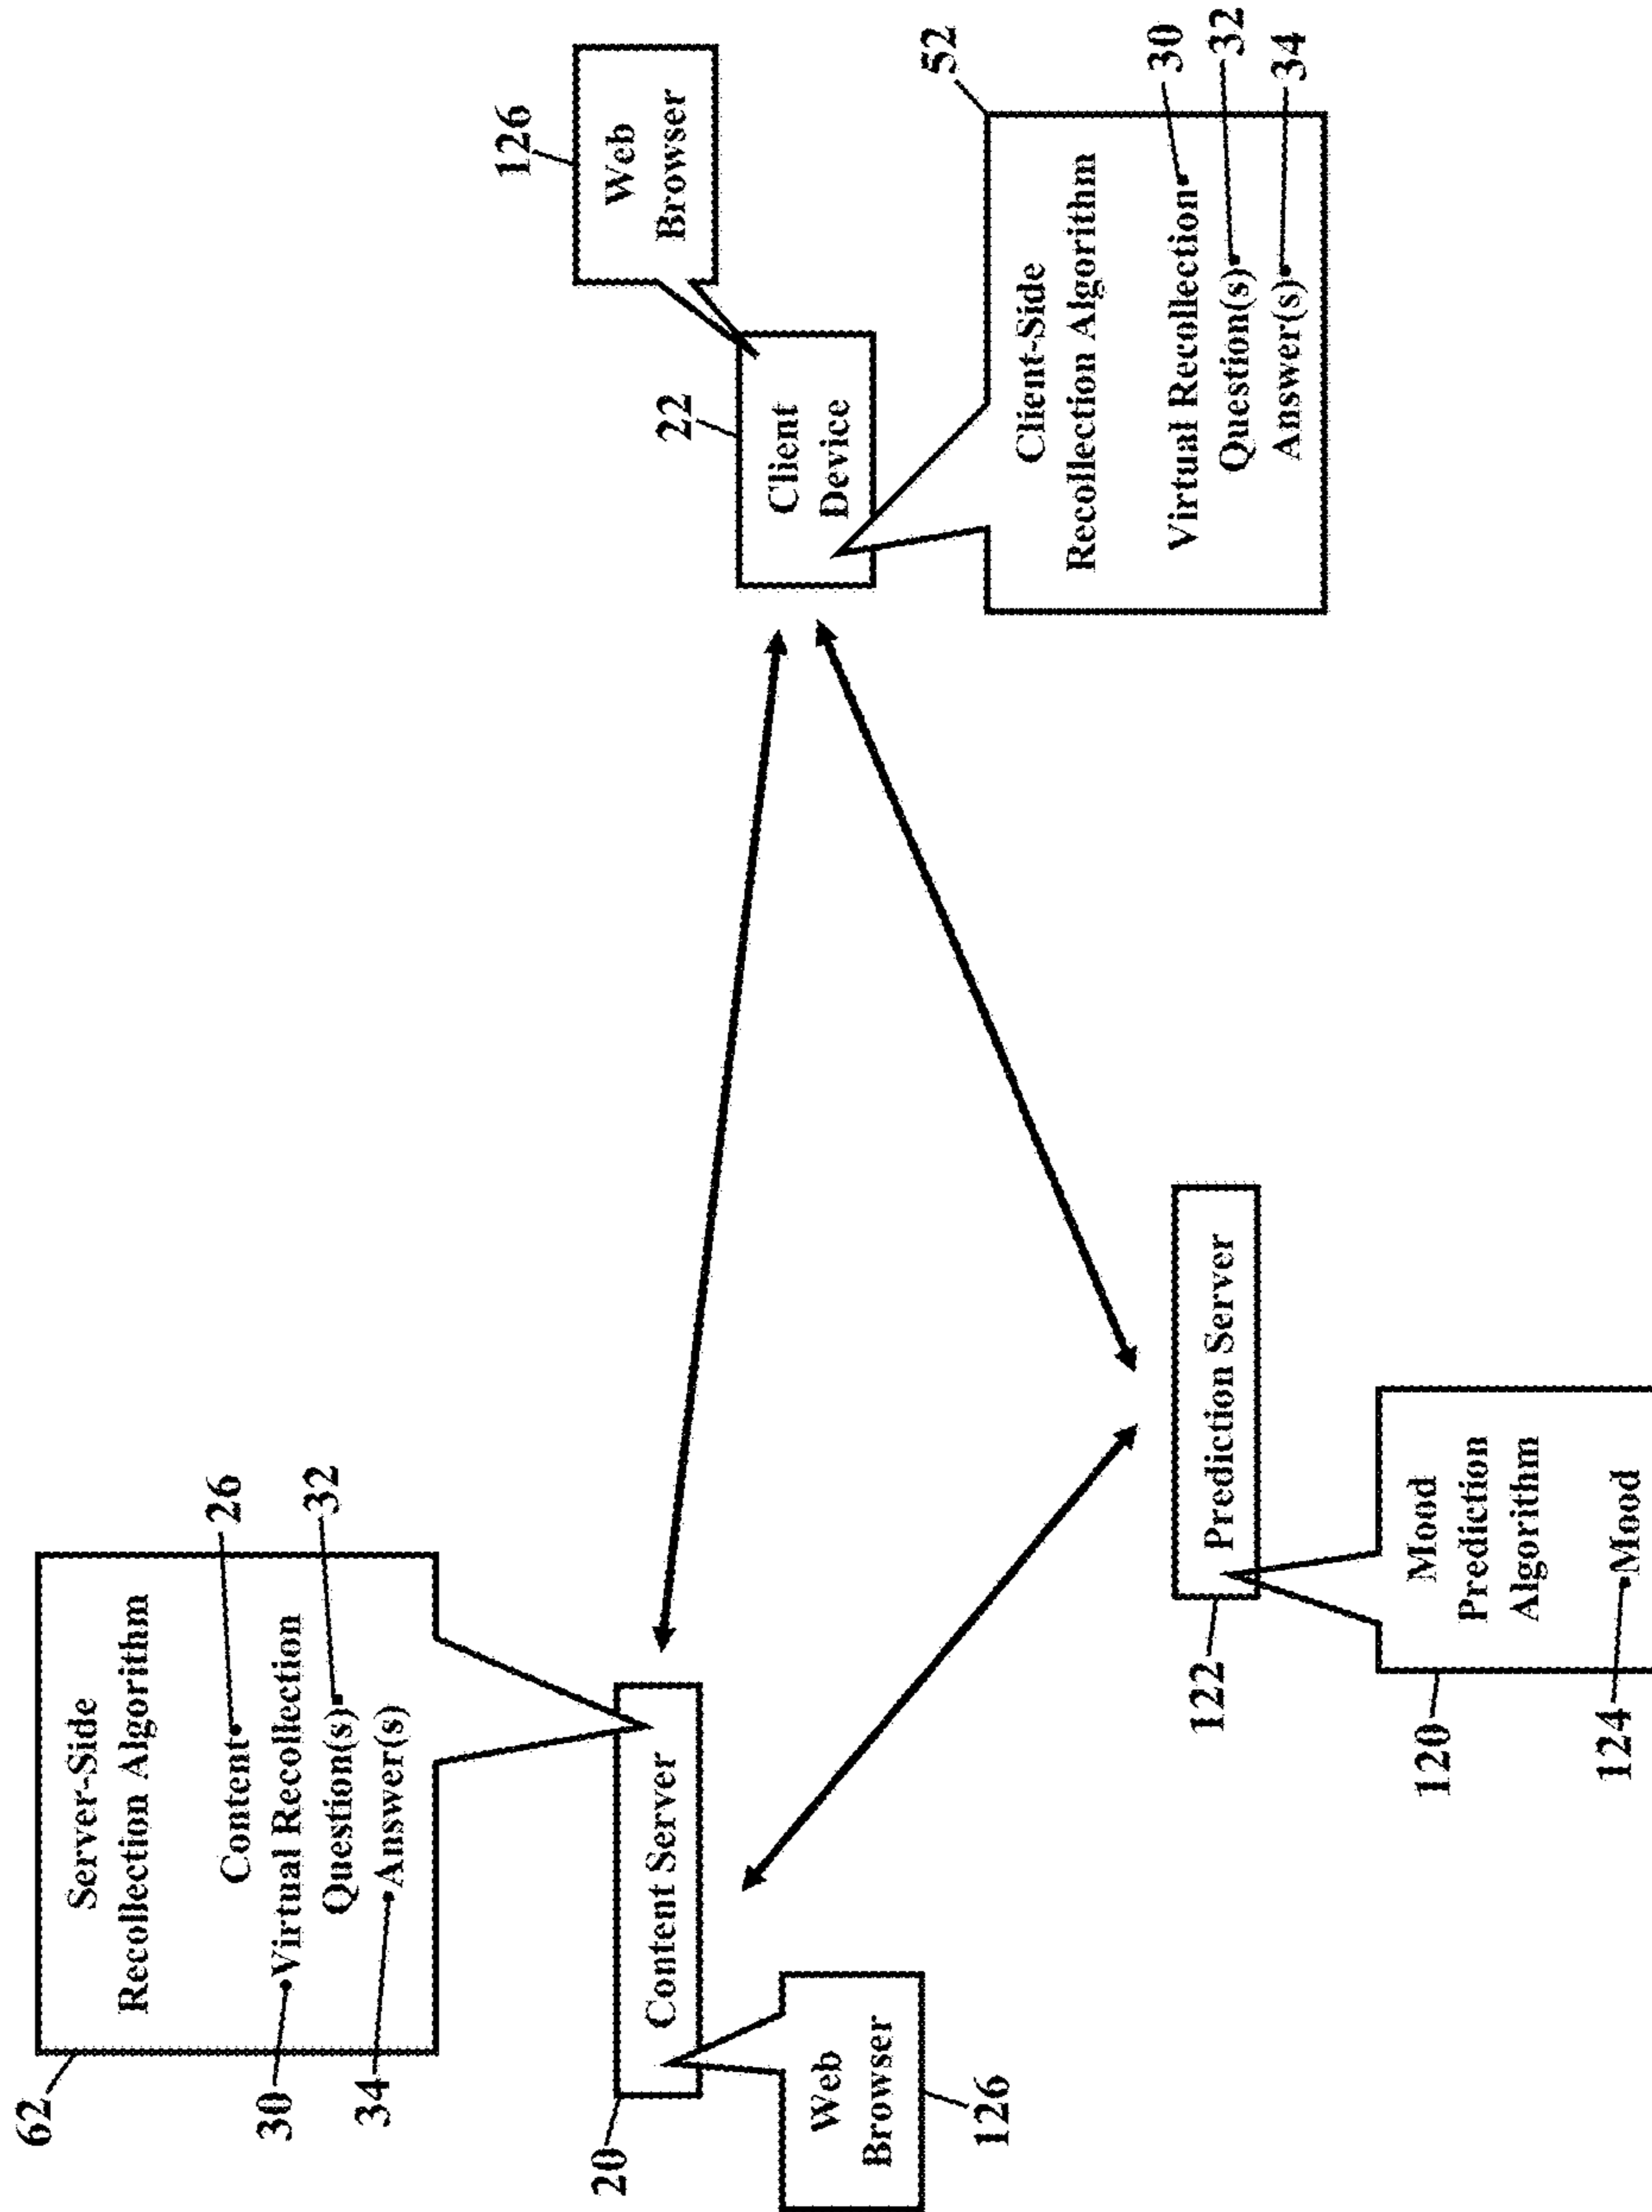 62
Server-Side
Recollection Algorithm
Content
26
30
Virtual Recollection
Question(s)
32
34
Answer(s)
20
Content Server
Web
Browser
126
126
Web
Browser
22
Client
Device
52
Client-Side
Recollection Algorithm
Virtual Recollection
30
Question(s)
32
Answer(s)
34
122
Prediction Server
120
Mood
Prediction
Algorithm
124
Mood